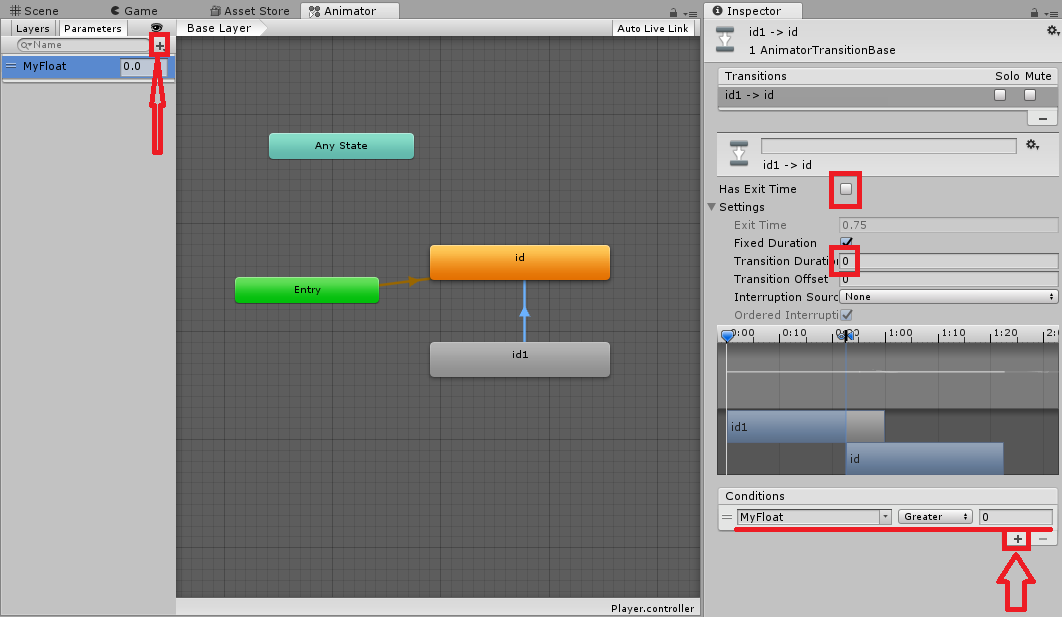 Scene Game Asset Store Animator
Layers Parameters
Base Layer
Auto Live Link
Name
MyFloat 0.0
Any State
id
Entry
id1
Player.controller
Inspector
id1 -> id
1 AnimatorTransitionBase
Transitions Solo Mute
id1 -> id
id1 -> id
Has Exit Time
Settings
Exit Time 0.75
Fixed Duration
Transition Duratio 0
Transition Offset 0
Interruption Sourc None
Ordered Interrupti
0:00 0:10 0:20 1:00 1:10 1:20 2:
id1
id
Conditions
MyFloat Greater 0